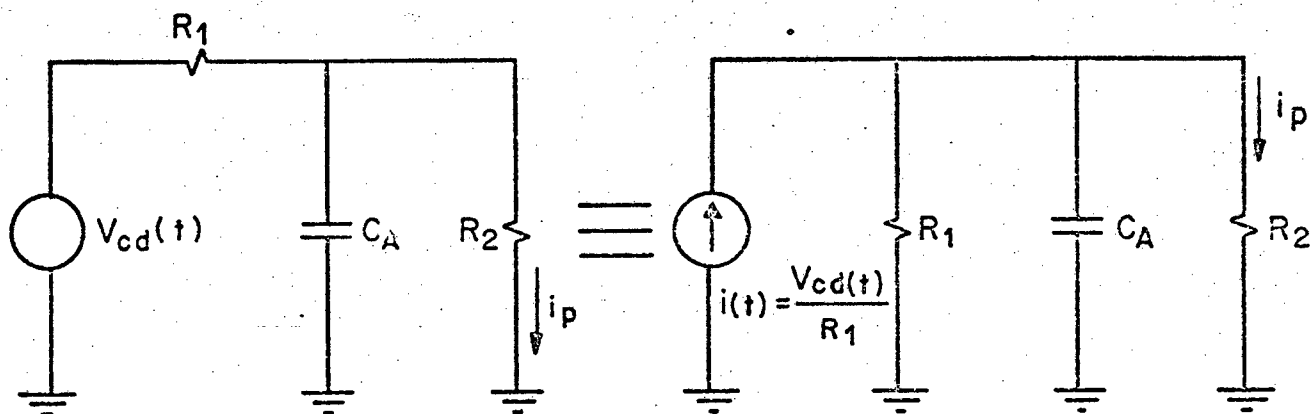 R1
Vcd(t)
CA
R2
ip
i(t) = Vcd(t)
R1
R1
CA
R2
ip